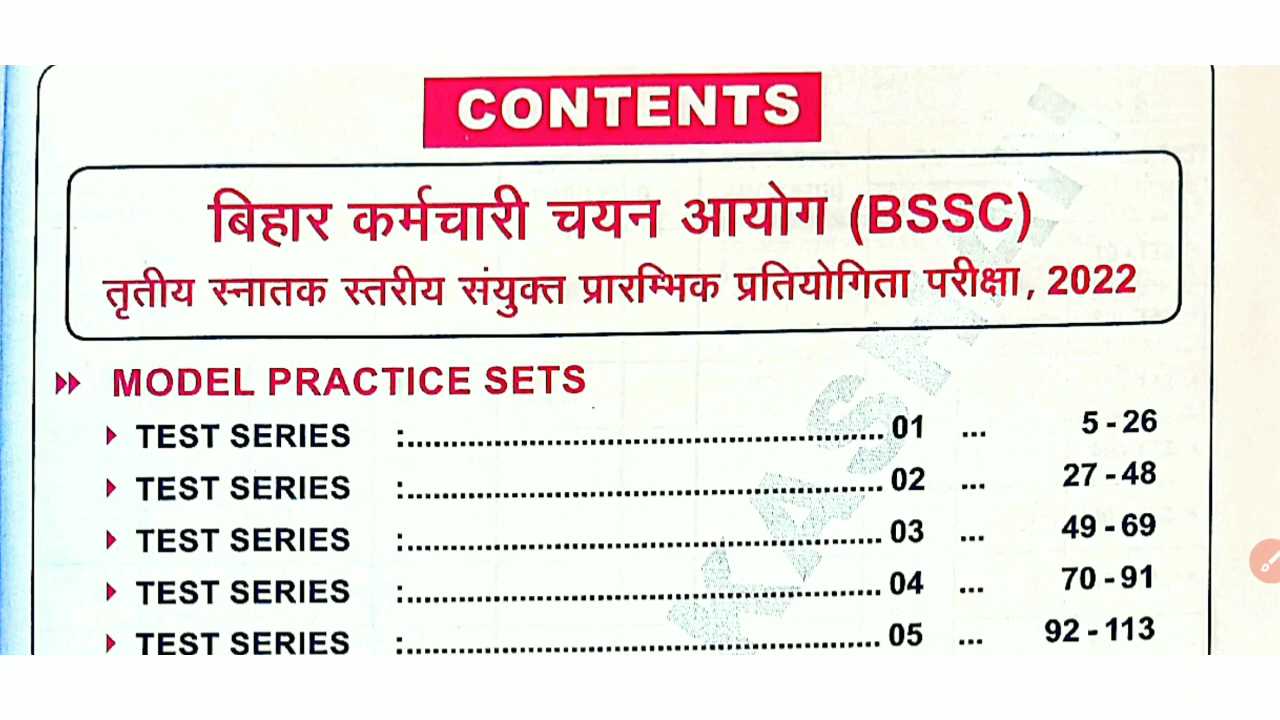 CONTENTS
बिहार कर्मचारी चयन आयोग (BSSC)
तृतीय स्नातक स्तरीय संयुक्त प्रारम्भिक प्रतियोगिता परीक्षा, 2022
MODEL PRACTICE SETS
TEST SERIES :.......................................................... 01 ... 5 - 26
TEST SERIES :.......................................................... 02 ... 27 - 48
TEST SERIES :.......................................................... 03 ... 49 - 69
TEST SERIES :.......................................................... 04 ... 70 - 91
TEST SERIES :.......................................................... 05 ... 92 - 113